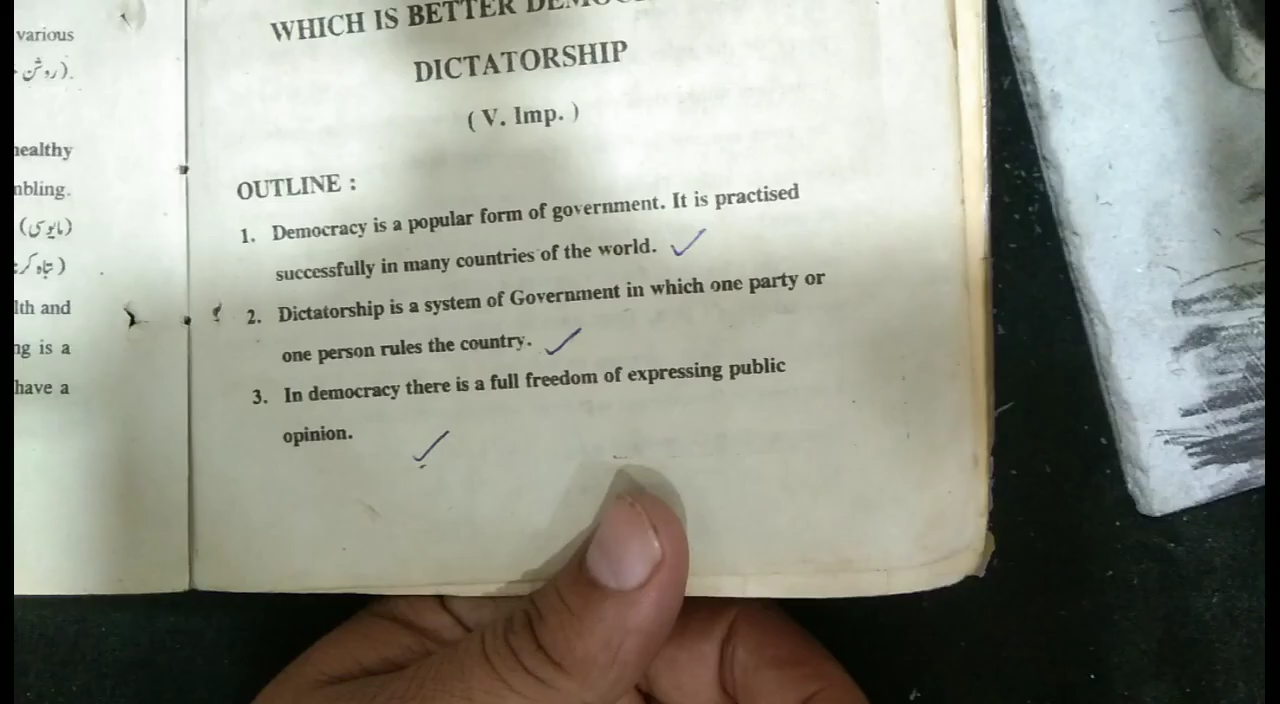 various
(روشن
healthy
mbling.
(مایوسی)
lth and
ng is a
have a
WHICH IS BETTER
DICTATORSHIP
( V. Imp. )
OUTLINE :
1. Democracy is a popular form of government. It is practised
successfully in many countries of the world.
2. Dictatorship is a system of Government in which one party or
one person rules the country.
3. In democracy there is a full freedom of expressing public
opinion.